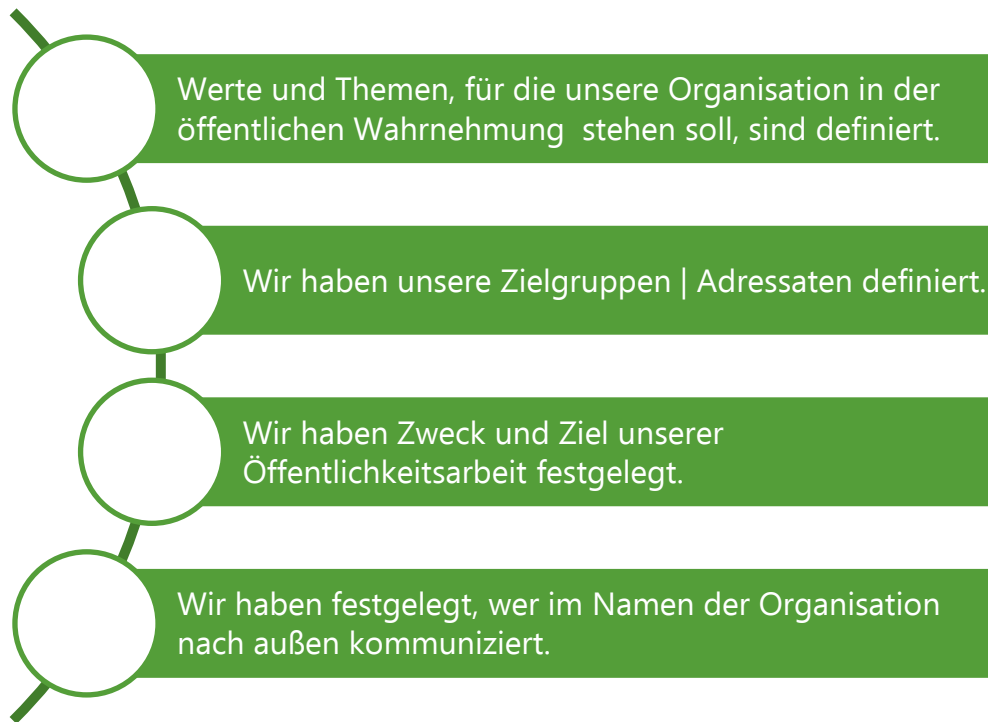 Werte und Themen, für die unsere Organisation in der
öffentlichen Wahrnehmung  stehen soll, sind definiert.
Wir haben unsere Zielgruppen | Adressaten definiert.
Wir haben Zweck und Ziel unserer
Öffentlichkeitsarbeit festgelegt.
Wir haben festgelegt, wer im Namen der Organisation
nach außen kommuniziert.